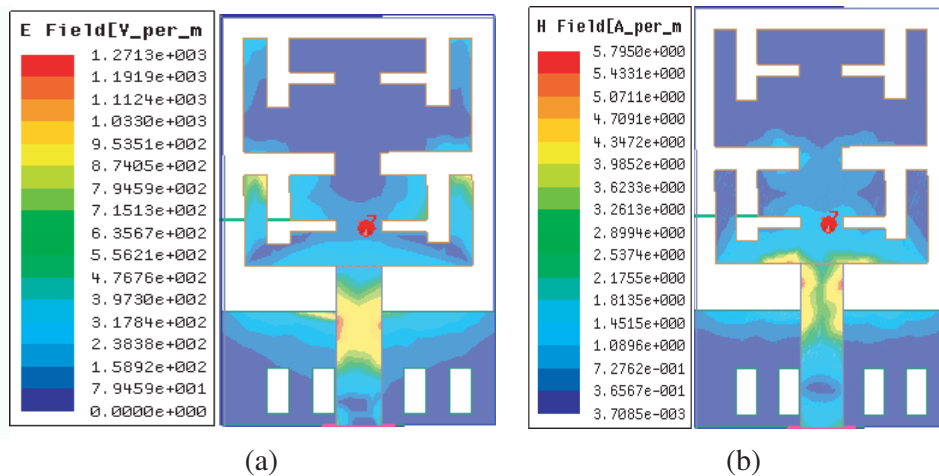 E Field[V_per_m
1.2713e+003
1.1919e+003
1.1124e+003
1.0330e+003
9.5351e+002
8.7405e+002
7.9459e+002
7.1513e+002
6.3567e+002
5.5621e+002
4.7676e+002
3.9730e+002
3.1784e+002
2.3838e+002
1.5892e+002
7.9459e+001
0.0000e+000
(a)
H Field[A_per_m
5.7950e+000
5.4331e+000
5.0711e+000
4.7091e+000
4.3472e+000
3.9852e+000
3.6233e+000
3.2613e+000
2.8994e+000
2.5374e+000
2.1755e+000
1.8135e+000
1.4515e+000
1.0896e+000
7.2762e-001
3.6567e-001
3.7085e-003
(b)